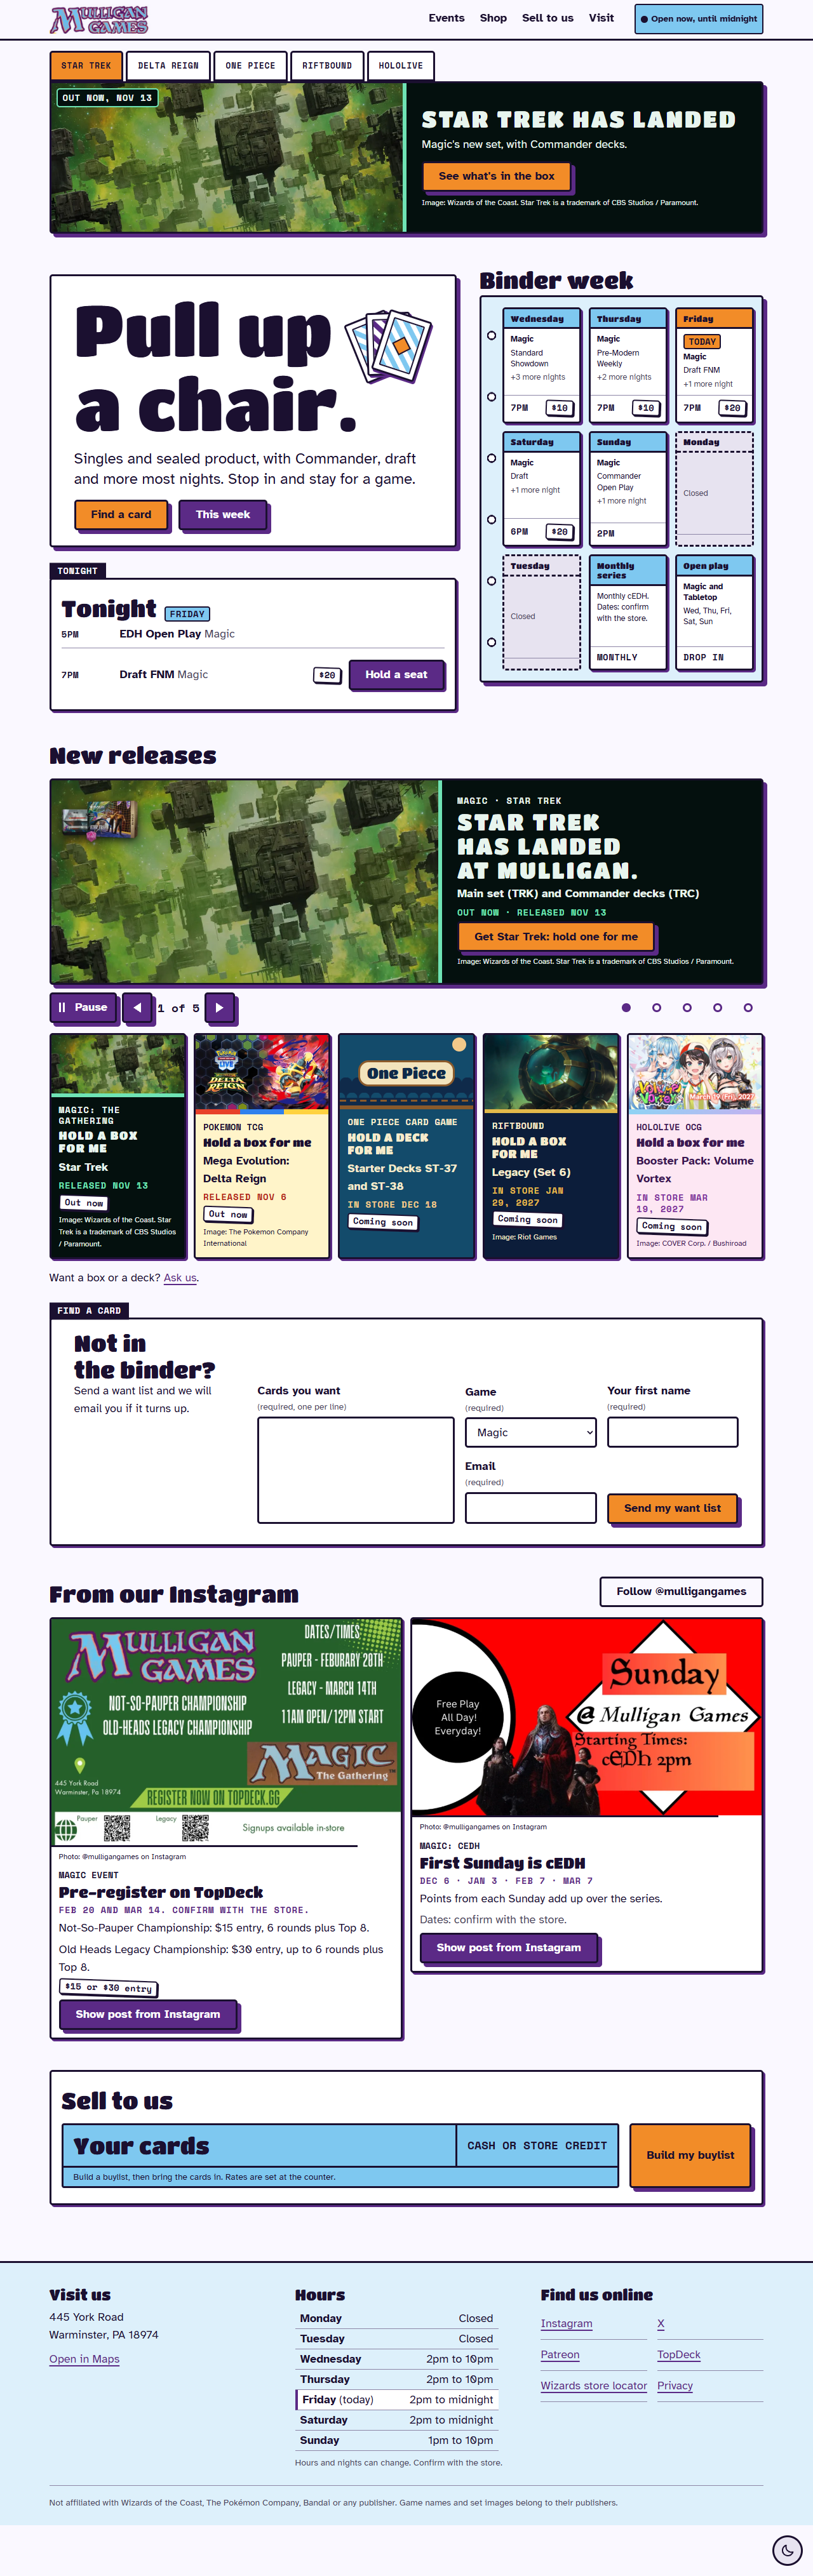 MULLIGAN
GAMES
Events Shop Sell to us Visit
Open now, until midnight
STAR TREK
DELTA REIGN
ONE PIECE
RIFTBOUND
HOLOLIVE
OUT NOW, NOV 13
STAR TREK HAS LANDED
Magic's new set, with Commander decks.
See what's in the box
Image: Wizards of the Coast. Star Trek is a trademark of CBS Studios / Paramount.
Pull up
a chair.
Singles and sealed product, with Commander, draft
and more most nights. Stop in and stay for a game.
Find a card
This week
TONIGHT
Tonight FRIDAY
5PM EDH Open Play Magic
7PM Draft FNM Magic $20 Hold a seat
Binder week
Wednesday
Magic
Standard
Showdown
+3 more nights
7PM $10
Thursday
Magic
Pre-Modern
Weekly
+2 more nights
7PM $10
Friday
TODAY
Magic
Draft FNM
+1 more night
7PM $20
Saturday
Magic
Draft
+1 more night
6PM $20
Sunday
Magic
Commander
Open Play
+1 more night
2PM
Monday
Closed
Tuesday
Closed
Monthly
series
Monthly cEDH.
Dates: confirm
with the store.
MONTHLY
Open play
Magic and
Tabletop
Wed, Thu, Fri,
Sat, Sun
DROP IN
New releases
MAGIC · STAR TREK
STAR TREK
HAS LANDED
AT MULLIGAN.
Main set (TRK) and Commander decks (TRC)
OUT NOW · RELEASED NOV 13
Get Star Trek: hold one for me
Image: Wizards of the Coast. Star Trek is a trademark of CBS Studios / Paramount.
Pause
1 of 5
MAGIC: THE
GATHERING
HOLD A BOX
FOR ME
Star Trek
RELEASED NOV 13
Out now
Image: Wizards of the Coast. Star
Trek is a trademark of CBS Studios
/ Paramount.
DELTA
REIGN
POKEMON TCG
Hold a box for me
Mega Evolution:
Delta Reign
RELEASED NOV 6
Out now
Image: The Pokemon Company
International
One Piece
ONE PIECE CARD GAME
HOLD A DECK
FOR ME
Starter Decks ST-37
and ST-38
IN STORE DEC 18
Coming soon
RIFTBOUND
HOLD A BOX
FOR ME
Legacy (Set 6)
IN STORE JAN
29, 2027
Coming soon
Image: Riot Games
HOLOLIVE OCG
Hold a box for me
Booster Pack: Volume
Vortex
IN STORE MAR
19, 2027
Coming soon
Image: COVER Corp. / Bushiroad
Want a box or a deck? Ask us.
FIND A CARD
Not in
the binder?
Send a want list and we will
email you if it turns up.
Cards you want
(required, one per line)
Game
(required)
Magic
Your first name
(required)
Email
(required)
Send my want list
From our Instagram
Follow @mulligangames
MULLIGAN
GAMES
DATES/TIMES
PAUPER - FEBURARY 20TH
LEGACY - MARCH 14TH
11AM OPEN/12PM START
NOT-SO-PAUPER CHAMPIONSHIP
OLD-HEADS LEGACY CHAMPIONSHIP
MAGIC
The Gathering
445 York Road
Warminster, Pa 18974
REGISTER NOW ON TOPDECK.GG
Pauper
Legacy
Signups available in-store
Photo: @mulligangames on Instagram
MAGIC EVENT
Pre-register on TopDeck
FEB 20 AND MAR 14. CONFIRM WITH THE STORE.
Not-So-Pauper Championship: $15 entry, 6 rounds plus Top 8.
Old Heads Legacy Championship: $30 entry, up to 6 rounds plus
Top 8.
$15 or $30 entry
Show post from Instagram
Free Play
All Day!
Everyday!
Sunday
@ Mulligan Games
Starting Times:
cEDH 2pm
Photo: @mulligangames on Instagram
MAGIC: CEDH
First Sunday is cEDH
DEC 6 · JAN 3 · FEB 7 · MAR 7
Points from each Sunday add up over the series.
Dates: confirm with the store.
Show post from Instagram
Sell to us
Your cards
CASH OR STORE CREDIT
Build a buylist, then bring the cards in. Rates are set at the counter.
Build my buylist
Visit us
445 York Road
Warminster, PA 18974
Open in Maps
Hours
Monday Closed
Tuesday Closed
Wednesday 2pm to 10pm
Thursday 2pm to 10pm
Friday (today) 2pm to midnight
Saturday 2pm to midnight
Sunday 1pm to 10pm
Hours and nights can change. Confirm with the store.
Find us online
Instagram
X
Patreon
TopDeck
Wizards store locator
Privacy
Not affiliated with Wizards of the Coast, The Pokémon Company, Bandai or any publisher. Game names and set images belong to their publishers.